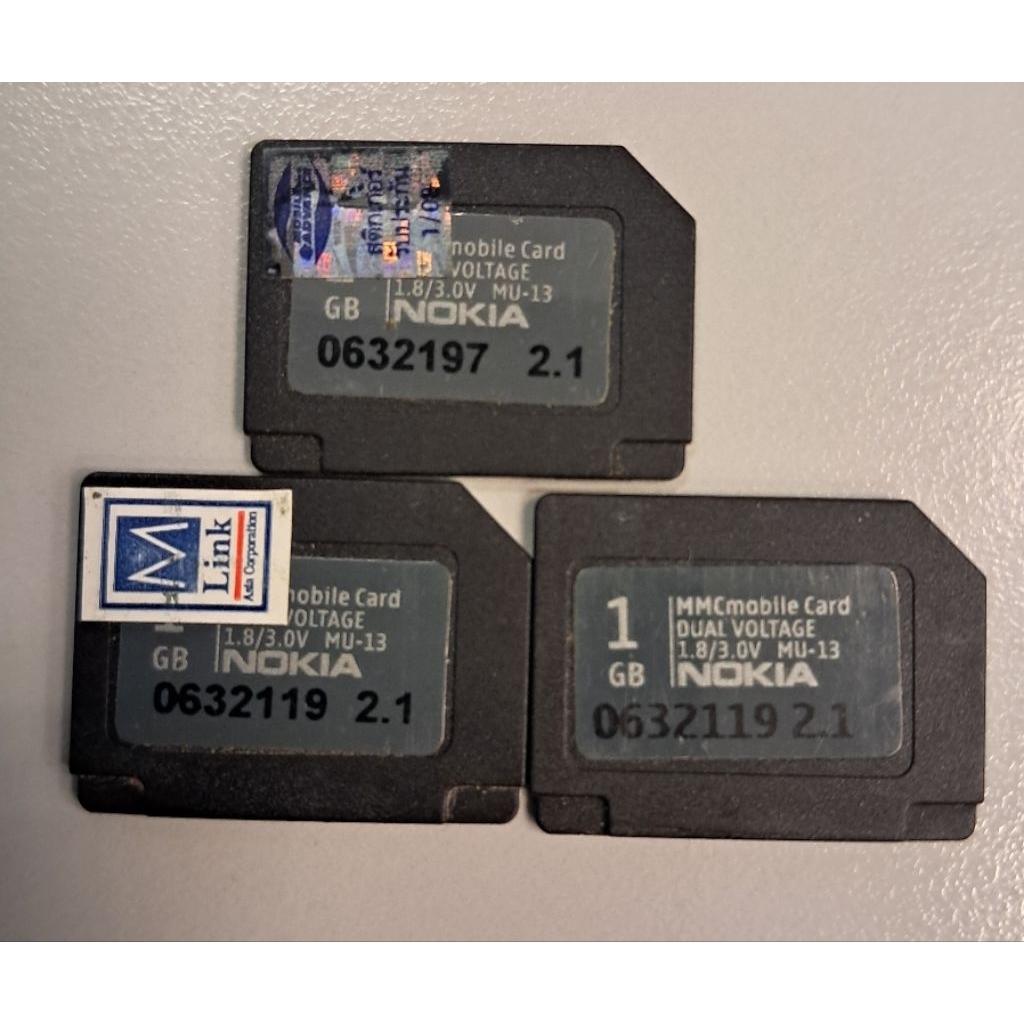 mobile Card
VOLTAGE
1.8/3.0V MU-13
GB
NOKIA
0632197 2.1
M
Link
Asia Corporation
mobile Card
VOLTAGE
1.8/3.0V MU-13
GB
NOKIA
0632119 2.1
1
MMCmobile Card
DUAL VOLTAGE
1.8/3.0V MU-13
GB
NOKIA
0632119 2.1